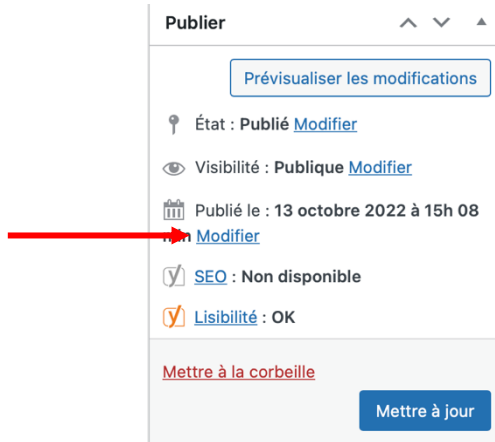 Publier
Prévisualiser les modifications
État : Publié Modifier
Visibilité : Publique Modifier
Publié le : 13 octobre 2022 à 15h 08
Modifier
SEO : Non disponible
Lisibilité : OK
Mettre à la corbeille
Mettre à jour